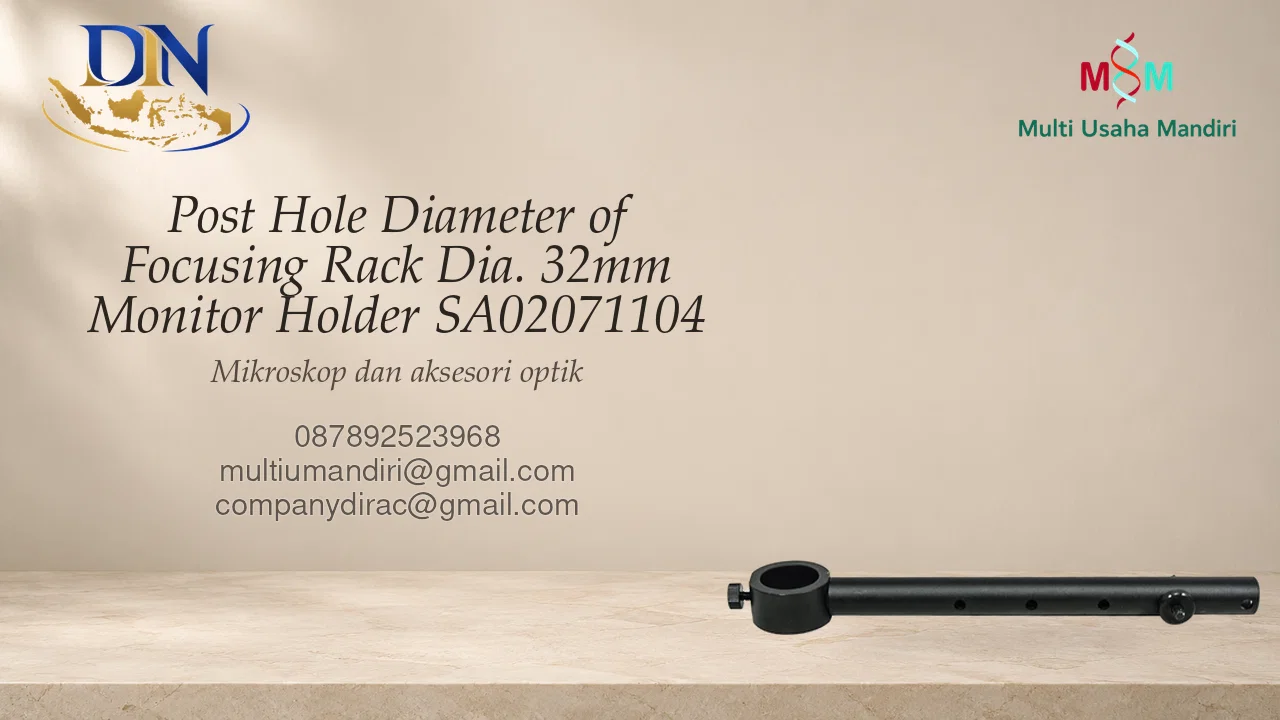 DIN
M M
Multi Usaha Mandiri
Post Hole Diameter of
Focusing Rack Dia. 32mm
Monitor Holder SA02071104
Mikroskop dan aksesori optik
087892523968
multiumandiri@gmail.com
companydirac@gmail.com